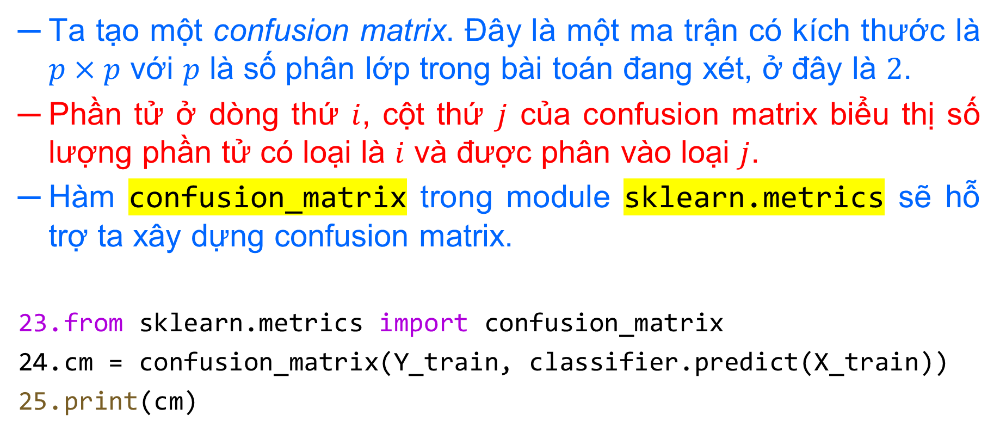 — Ta tạo một confusion matrix. Đây là một ma trận có kích thước là
p × p với p là số phân lớp trong bài toán đang xét, ở đây là 2.
— Phần tử ở dòng thứ i, cột thứ j của confusion matrix biểu thị số
lượng phần tử có loại là i và được phân vào loại j.
— Hàm confusion_matrix trong module sklearn.metrics sẽ hỗ
trợ ta xây dựng confusion matrix.
23.from sklearn.metrics import confusion_matrix
24.cm = confusion_matrix(Y_train, classifier.predict(X_train))
25.print(cm)